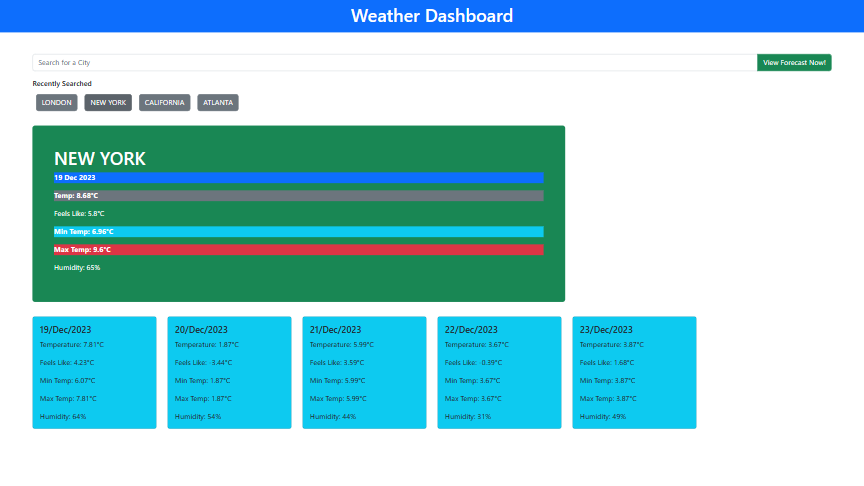 Weather Dashboard
Search for a City
View Forecast Now!
Recently Searched
LONDON
NEW YORK
CALIFORNIA
ATLANTA
NEW YORK
19 Dec 2023
Temp: 8.68°C
Feels Like: 5.8°C
Min Temp: 6.96°C
Max Temp: 9.6°C
Humidity: 65%
19/Dec/2023
Temperature: 7.81°C
Feels Like: 4.23°C
Min Temp: 6.07°C
Max Temp: 7.81°C
Humidity: 64%
20/Dec/2023
Temperature: 1.87°C
Feels Like: -3.44°C
Min Temp: 1.87°C
Max Temp: 1.87°C
Humidity: 54%
21/Dec/2023
Temperature: 5.99°C
Feels Like: 3.59°C
Min Temp: 5.99°C
Max Temp: 5.99°C
Humidity: 44%
22/Dec/2023
Temperature: 3.67°C
Feels Like: -0.39°C
Min Temp: 3.67°C
Max Temp: 3.67°C
Humidity: 31%
23/Dec/2023
Temperature: 3.87°C
Feels Like: 1.68°C
Min Temp: 3.87°C
Max Temp: 3.87°C
Humidity: 49%